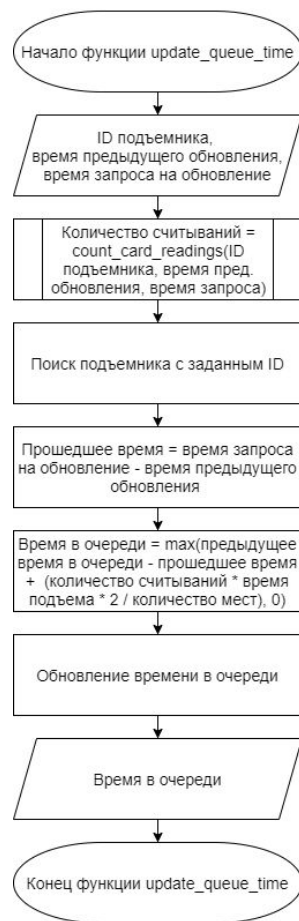 Начало функции update_queue_time
ID подъемника,
время предыдущего обновления,
время запроса на обновление
Количество считываний =
count_card_readings(ID
подъемника, время пред.
обновления, время запроса)
Поиск подъемника с заданным ID
Прошедшее время = время запроса
на обновление - время предыдущего
обновления
Время в очереди = max(предыдущее
время в очереди - прошедшее время
+ (количество считываний * время
подъема * 2 / количество мест), 0)
Обновление времени в очереди
Время в очереди
Конец функции update_queue_time